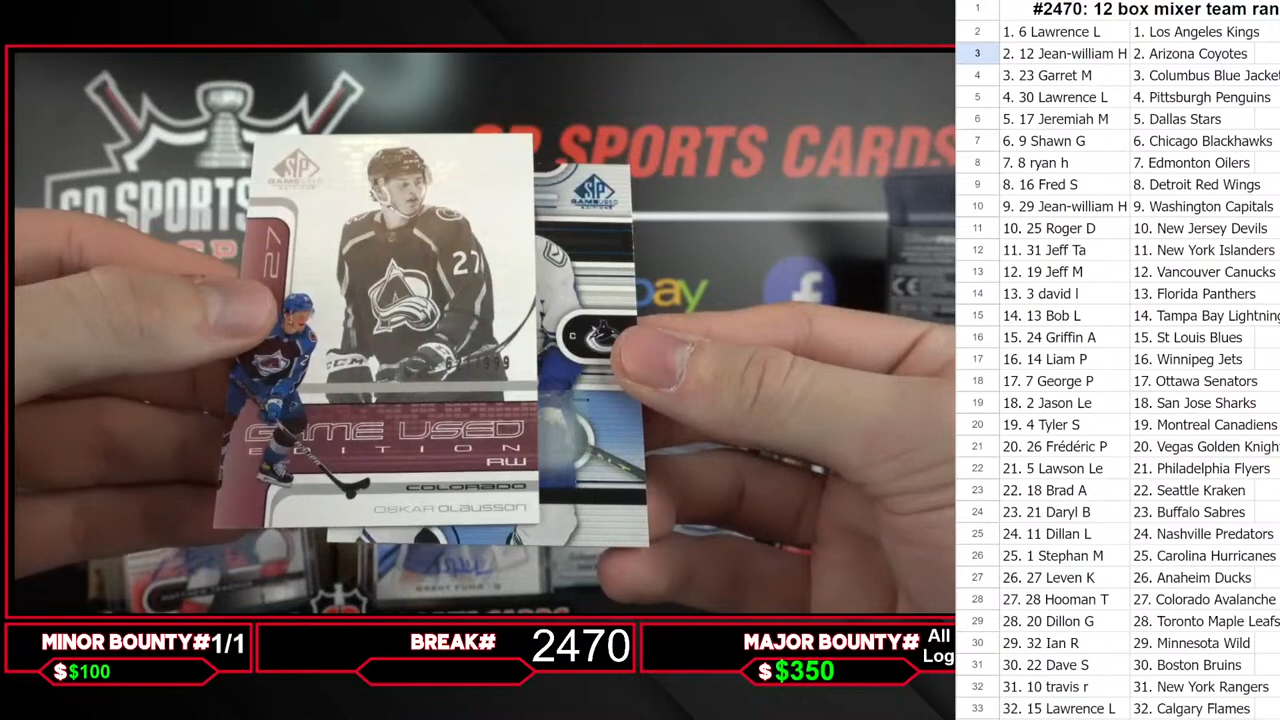 SP SPORTS CARDS
SP
GAME USED
EDITION
27
27
CCM
/999
GAME USED
EDITION
RW
COLORADO
OSKAR OLAUSSON
SP
GAME USED
EDITION
C
bay
f
MINOR BOUNTY# 1/1
$ $100
BREAK# 2470
MAJOR BOUNTY# All
Log
$ $350
1 #2470: 12 box mixer team ran
2 1. 6 Lawrence L 1. Los Angeles Kings
3 2. 12 Jean-william H 2. Arizona Coyotes
4 3. 23 Garret M 3. Columbus Blue Jacket
5 4. 30 Lawrence L 4. Pittsburgh Penguins
6 5. 17 Jeremiah M 5. Dallas Stars
7 6. 9 Shawn G 6. Chicago Blackhawks
8 7. 8 ryan h 7. Edmonton Oilers
9 8. 16 Fred S 8. Detroit Red Wings
10 9. 29 Jean-william H 9. Washington Capitals
11 10. 25 Roger D 10. New Jersey Devils
12 11. 31 Jeff Ta 11. New York Islanders
13 12. 19 Jeff M 12. Vancouver Canucks
14 13. 3 david l 13. Florida Panthers
15 14. 13 Bob L 14. Tampa Bay Lightning
16 15. 24 Griffin A 15. St Louis Blues
17 16. 14 Liam P 16. Winnipeg Jets
18 17. 7 George P 17. Ottawa Senators
19 18. 2 Jason Le 18. San Jose Sharks
20 19. 4 Tyler S 19. Montreal Canadiens
21 20. 26 Frédéric P 20. Vegas Golden Knigh
22 21. 5 Lawson Le 21. Philadelphia Flyers
23 22. 18 Brad A 22. Seattle Kraken
24 23. 21 Daryl B 23. Buffalo Sabres
25 24. 11 Dillan L 24. Nashville Predators
26 25. 1 Stephan M 25. Carolina Hurricanes
27 26. 27 Leven K 26. Anaheim Ducks
28 27. 28 Hooman T 27. Colorado Avalanche
29 28. 20 Dillon G 28. Toronto Maple Leafs
30 29. 32 Ian R 29. Minnesota Wild
31 30. 22 Dave S 30. Boston Bruins
32 31. 10 travis r 31. New York Rangers
33 32. 15 Lawrence L 32. Calgary Flames